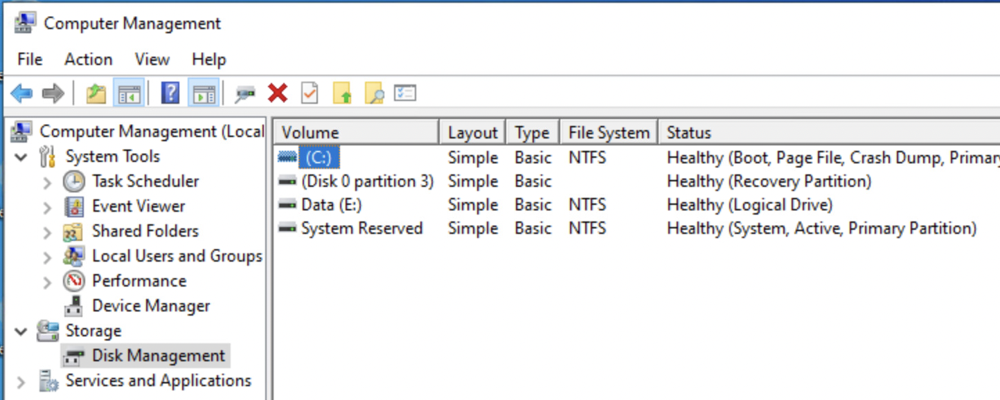 Computer Management
File Action View Help
Computer Management (Local
System Tools
Task Scheduler
Event Viewer
Shared Folders
Local Users and Groups
Performance
Device Manager
Storage
Disk Management
Services and Applications
Volume Layout Type File System Status
(C:) Simple Basic NTFS Healthy (Boot, Page File, Crash Dump, Primary
(Disk 0 partition 3) Simple Basic Healthy (Recovery Partition)
Data (E:) Simple Basic NTFS Healthy (Logical Drive)
System Reserved Simple Basic NTFS Healthy (System, Active, Primary Partition)